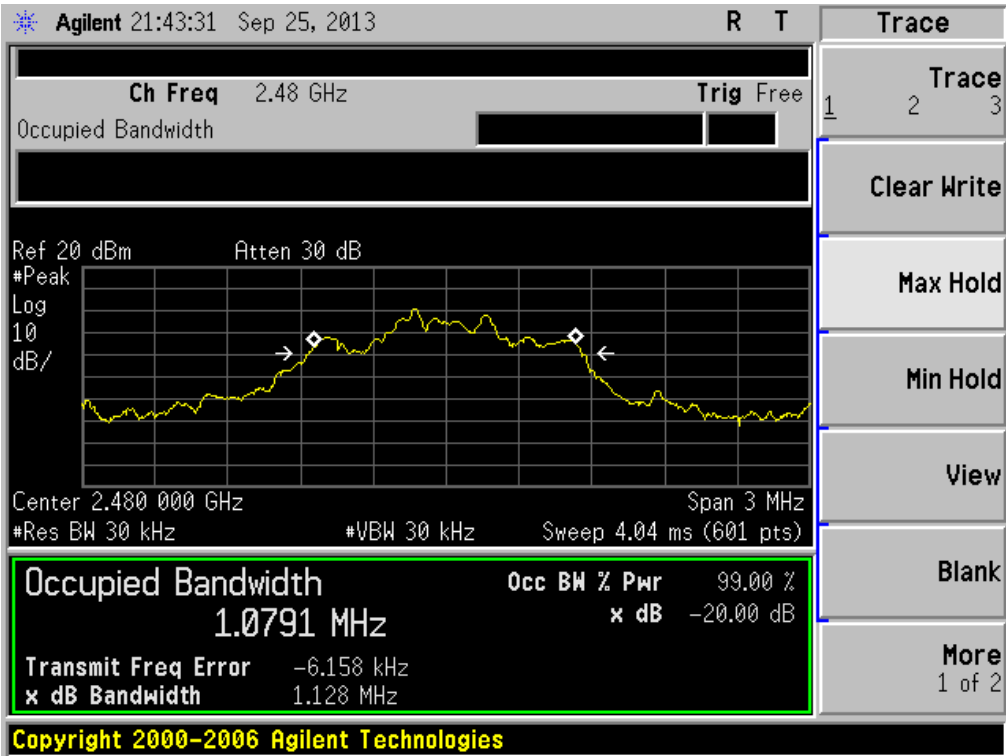 Agilent 21:43:31 Sep 25, 2013 R T
Trace
Ch Freq 2.48 GHz Trig Free
Occupied Bandwidth
Ref 20 dBm Atten 30 dB
#Peak
Log
10
dB/
Center 2.480 000 GHz Span 3 MHz
#Res BW 30 kHz #VBW 30 kHz Sweep 4.04 ms (601 pts)
Occupied Bandwidth
1.0791 MHz
Occ BW % Pwr 99.00 %
x dB -20.00 dB
Transmit Freq Error -6.158 kHz
x dB Bandwidth 1.128 MHz
Trace
1 2 3
Clear Write
Max Hold
Min Hold
View
Blank
More
1 of 2
Copyright 2000-2006 Agilent Technologies